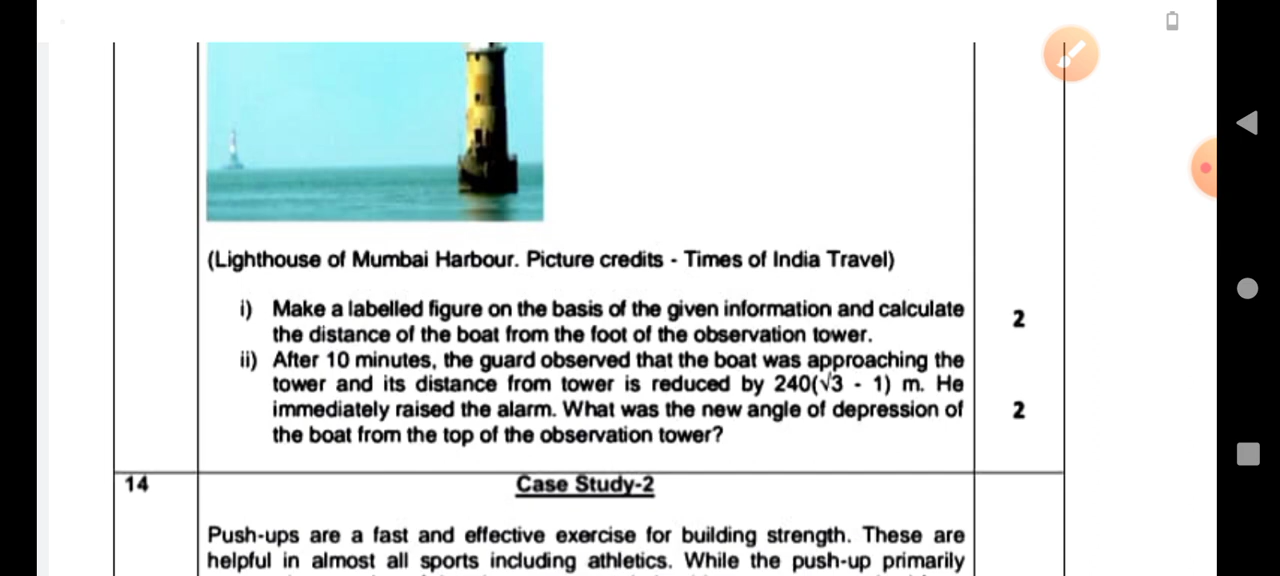 (Lighthouse of Mumbai Harbour. Picture credits - Times of India Travel)
i) Make a labelled figure on the basis of the given information and calculate
the distance of the boat from the foot of the observation tower.
2
ii) After 10 minutes, the guard observed that the boat was approaching the
tower and its distance from tower is reduced by 240(√3 - 1) m. He
immediately raised the alarm. What was the new angle of depression of
2
the boat from the top of the observation tower?
14
Case Study-2
Push-ups are a fast and effective exercise for building strength. These are
helpful in almost all sports including athletics. While the push-up primarily